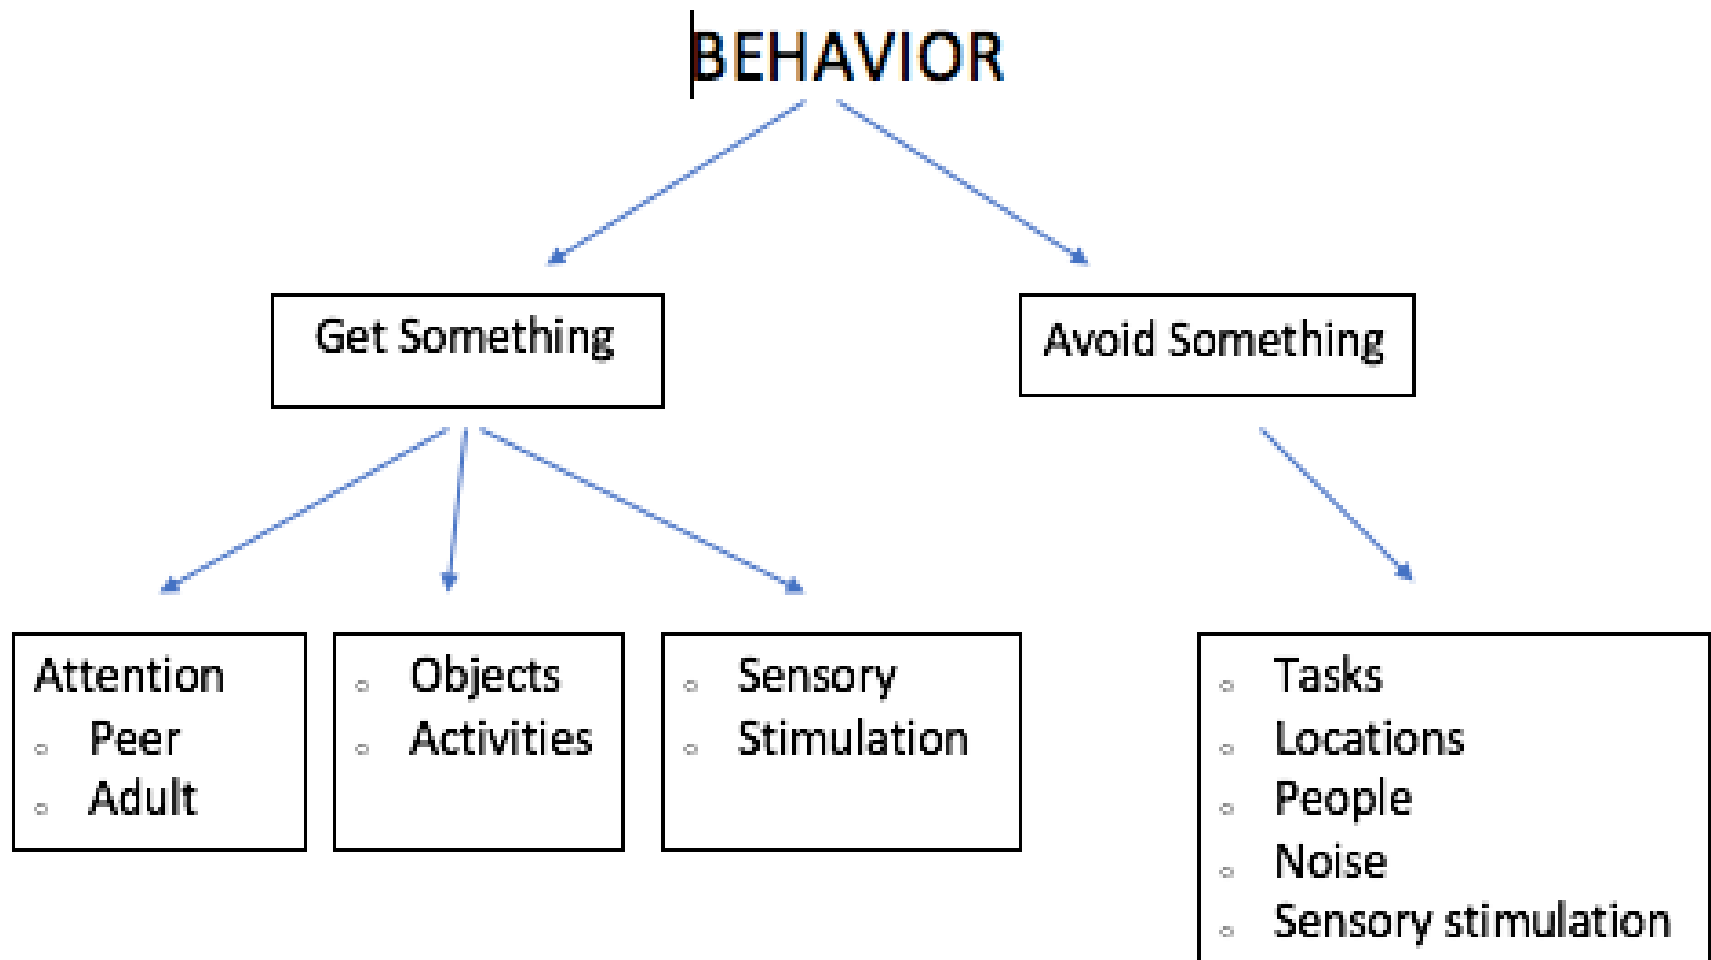 BEHAVIOR
Get Something
Avoid Something
Attention
○ Peer
○ Adult
○ Objects
○ Activities
○ Sensory
○ Stimulation
○ Tasks
○ Locations
○ People
○ Noise
○ Sensory stimulation